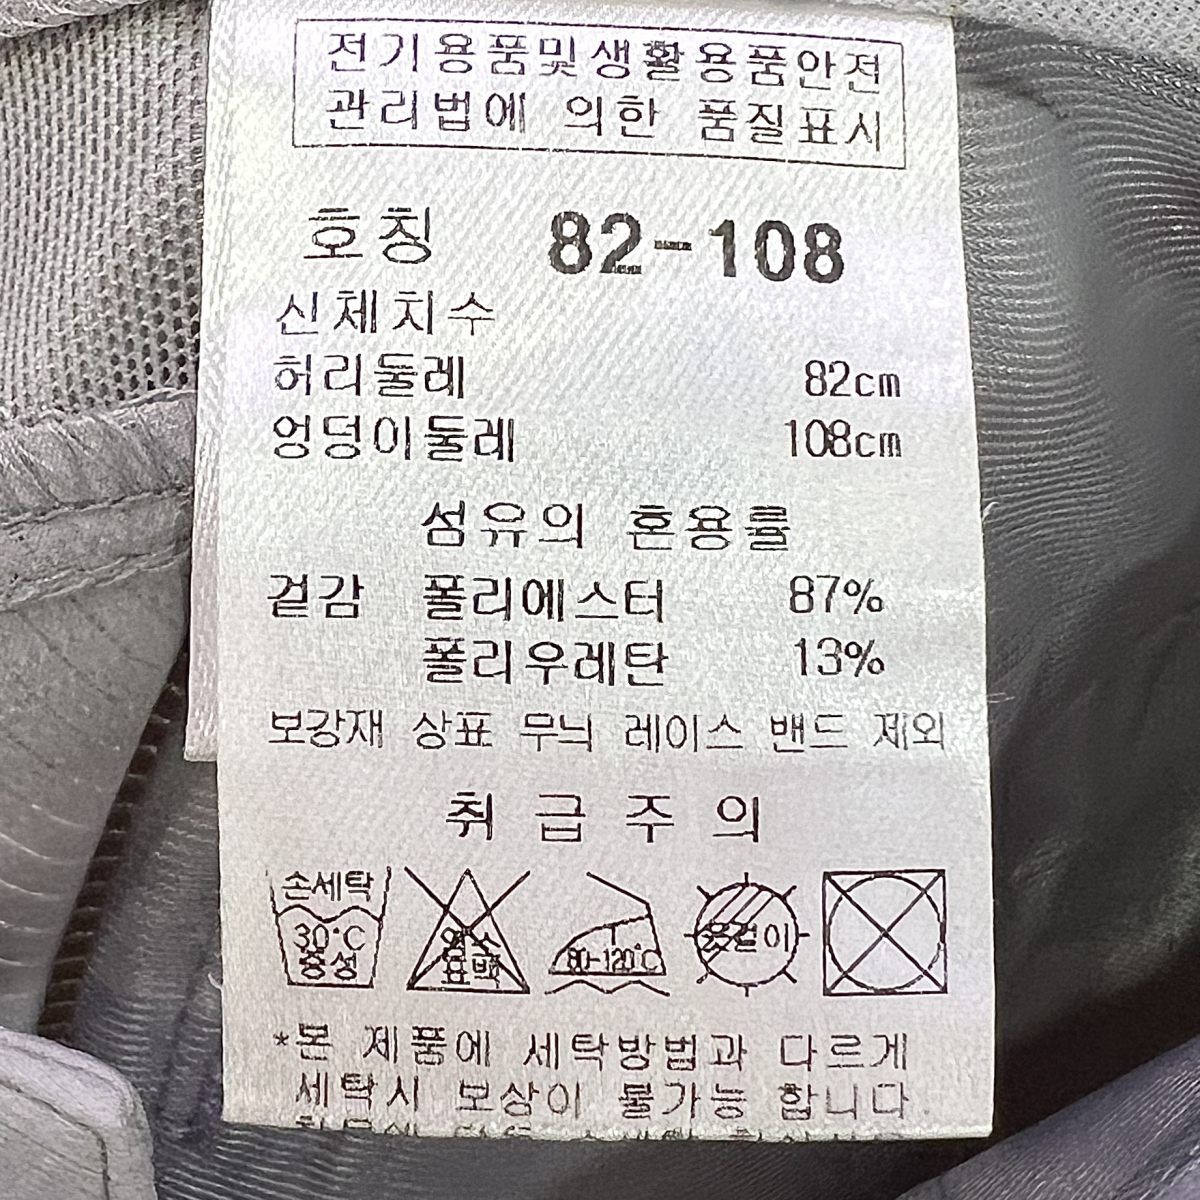 전기용품및생활용품안전
관리법에 의한 품질표시
호칭 82-108
신체치수
허리둘레 82cm
엉덩이둘레 108cm
섬유의 혼용률
겉감 폴리에스터 87%
폴리우레탄 13%
보강재 상표 무늬 레이스 밴드 제외
취급주의
손세탁
30°C
중성
염소
표백
80-120°C
옷걸이
*본 제품에 세탁방법과 다르게
세탁시 보상이 불가능 합니다.